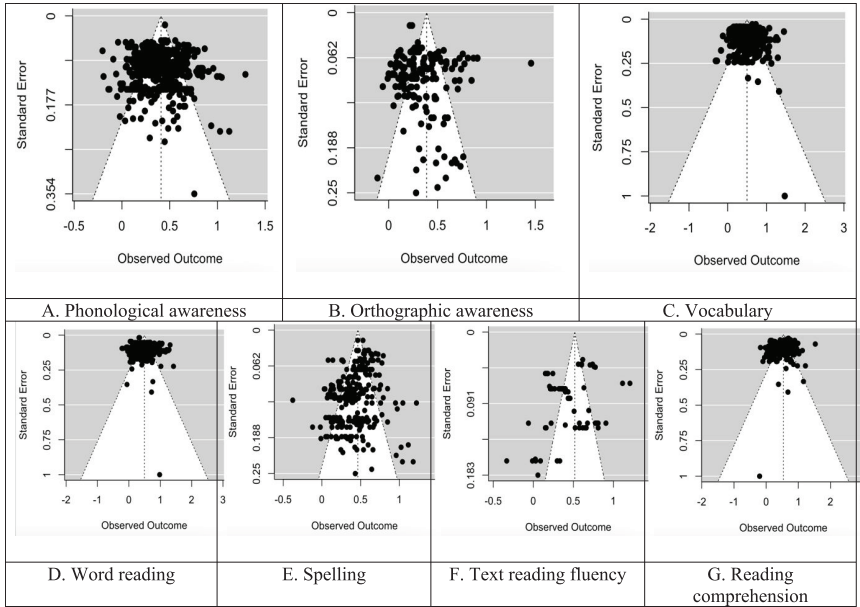 Standard Error
0
0.177
0.354
-0.5 0 0.5 1 1.5
Observed Outcome
A. Phonological awareness
Standard Error
0
0.062
0.188
0.25
0 0.5 1 1.5
Observed Outcome
B. Orthographic awareness
Standard Error
0
0.25
0.5
0.75
1
-2 -1 0 1 2 3
Observed Outcome
C. Vocabulary
Standard Error
0
0.25
0.5
0.75
1
-2 -1 0 1 2 3
Observed Outcome
D. Word reading
Standard Error
0
0.062
0.188
0.25
-0.5 0 0.5 1
Observed Outcome
E. Spelling
Standard Error
0
0.091
0.183
-0.5 0 0.5 1
Observed Outcome
F. Text reading fluency
Standard Error
0
0.25
0.5
0.75
1
-2 -1 0 1 2
Observed Outcome
G. Reading
comprehension